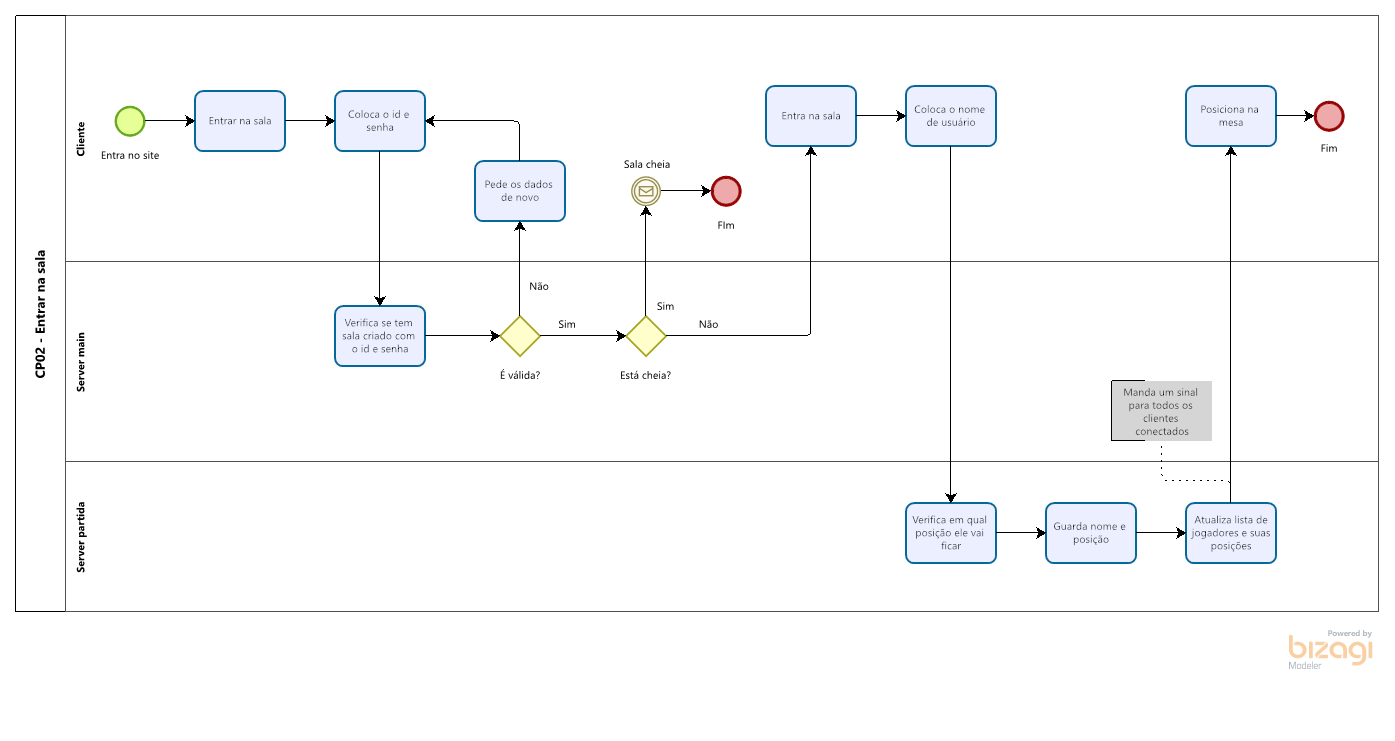 CP02 - Entrar na sala
Cliente
Entra no site
Entrar na sala
Coloca o id e
senha
Pede os dados
de novo
Sala cheia
FIm
Entra na sala
Coloca o nome
de usuário
Posiciona na
mesa
Fim
Server main
Verifica se tem
sala criado com
o id e senha
Não
Sim
É válida?
Sim
Não
Está cheia?
Manda um sinal
para todos os
clientes
conectados
Server partida
Verifica em qual
posição ele vai
ficar
Guarda nome e
posição
Atualiza lista de
jogadores e suas
posições
Powered by
bizagi
Modeler